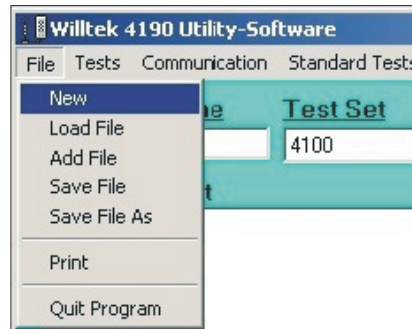 Willtek 4190 Utility-Software
File Tests Communication Standard Tests
New
Load File
Add File
Save File
Save File As
Print
Quit Program
Test Set
4100